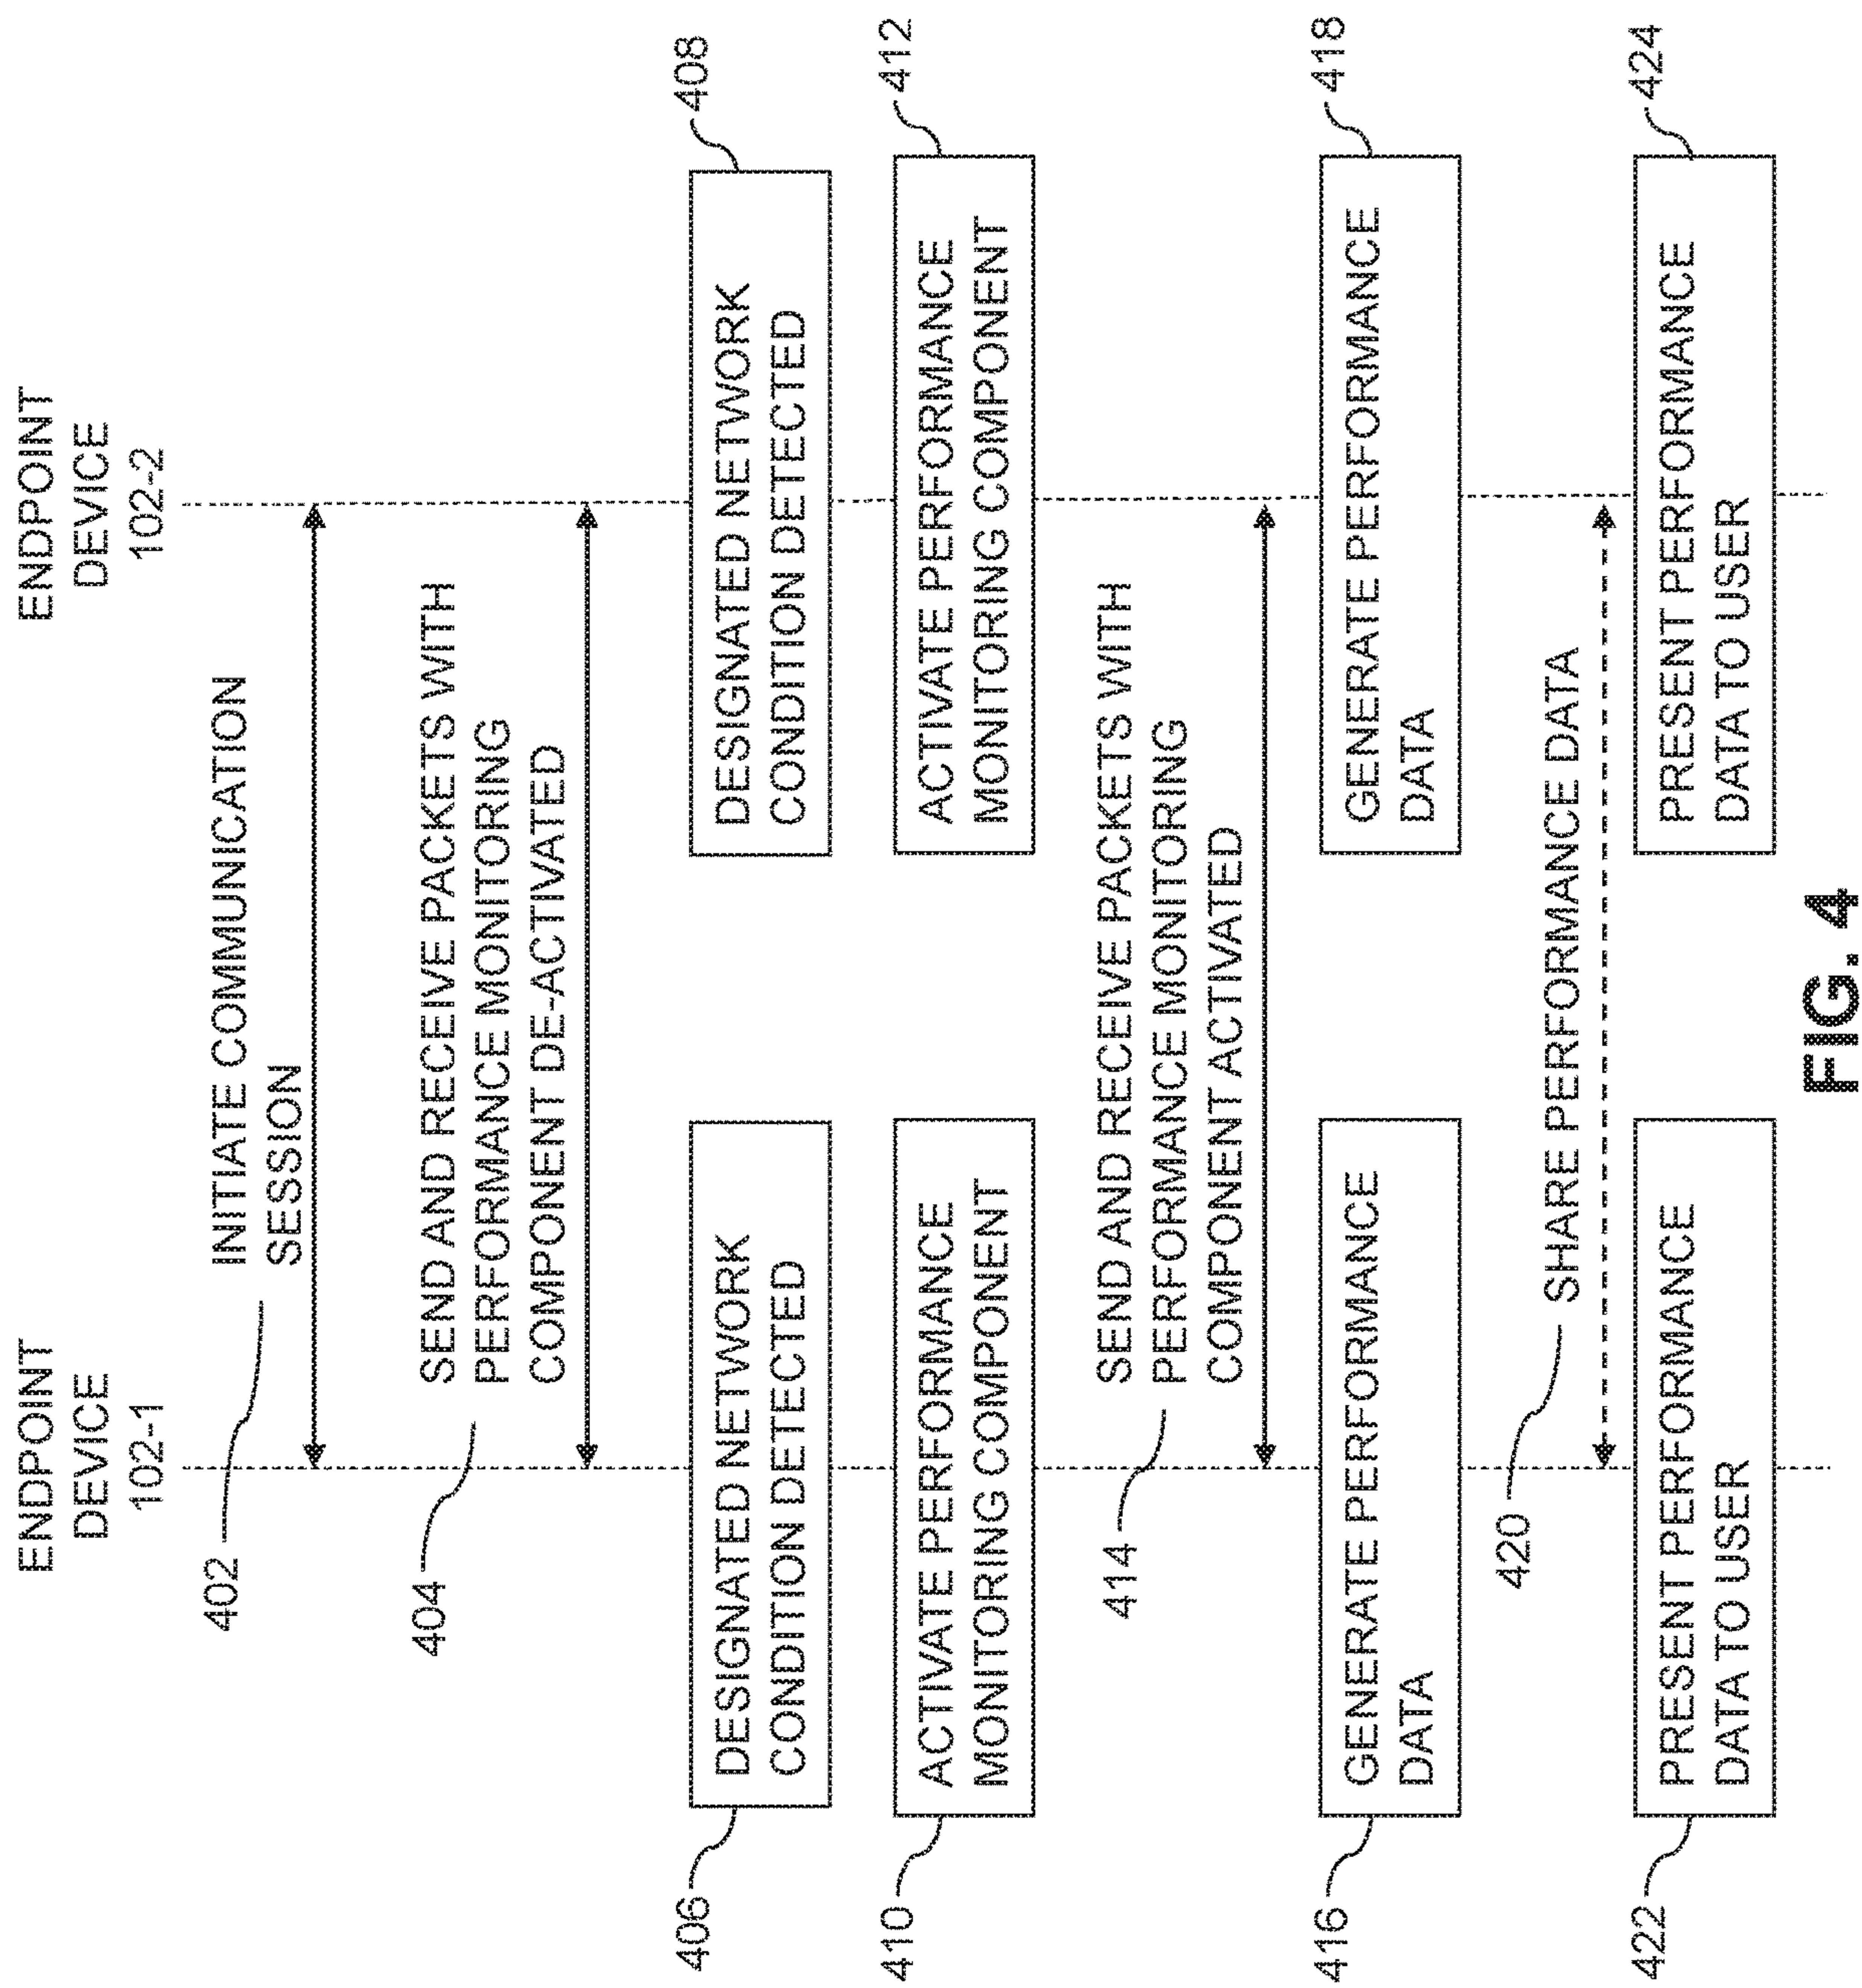 ENDPOINT
DEVICE
102-1
ENDPOINT
DEVICE
102-2
402
INITIATE COMMUNICATION
SESSION
404
SEND AND RECEIVE PACKETS WITH
PERFORMANCE MONITORING
COMPONENT DE-ACTIVATED
406
DESIGNATED NETWORK
CONDITION DETECTED
DESIGNATED NETWORK
CONDITION DETECTED
408
410
ACTIVATE PERFORMANCE
MONITORING COMPONENT
ACTIVATE PERFORMANCE
MONITORING COMPONENT
412
414
SEND AND RECEIVE PACKETS WITH
PERFORMANCE MONITORING
COMPONENT ACTIVATED
416
GENERATE PERFORMANCE
DATA
GENERATE PERFORMANCE
DATA
418
420
SHARE PERFORMANCE DATA
422
PRESENT PERFORMANCE
DATA TO USER
PRESENT PERFORMANCE
DATA TO USER
424
FIG. 4